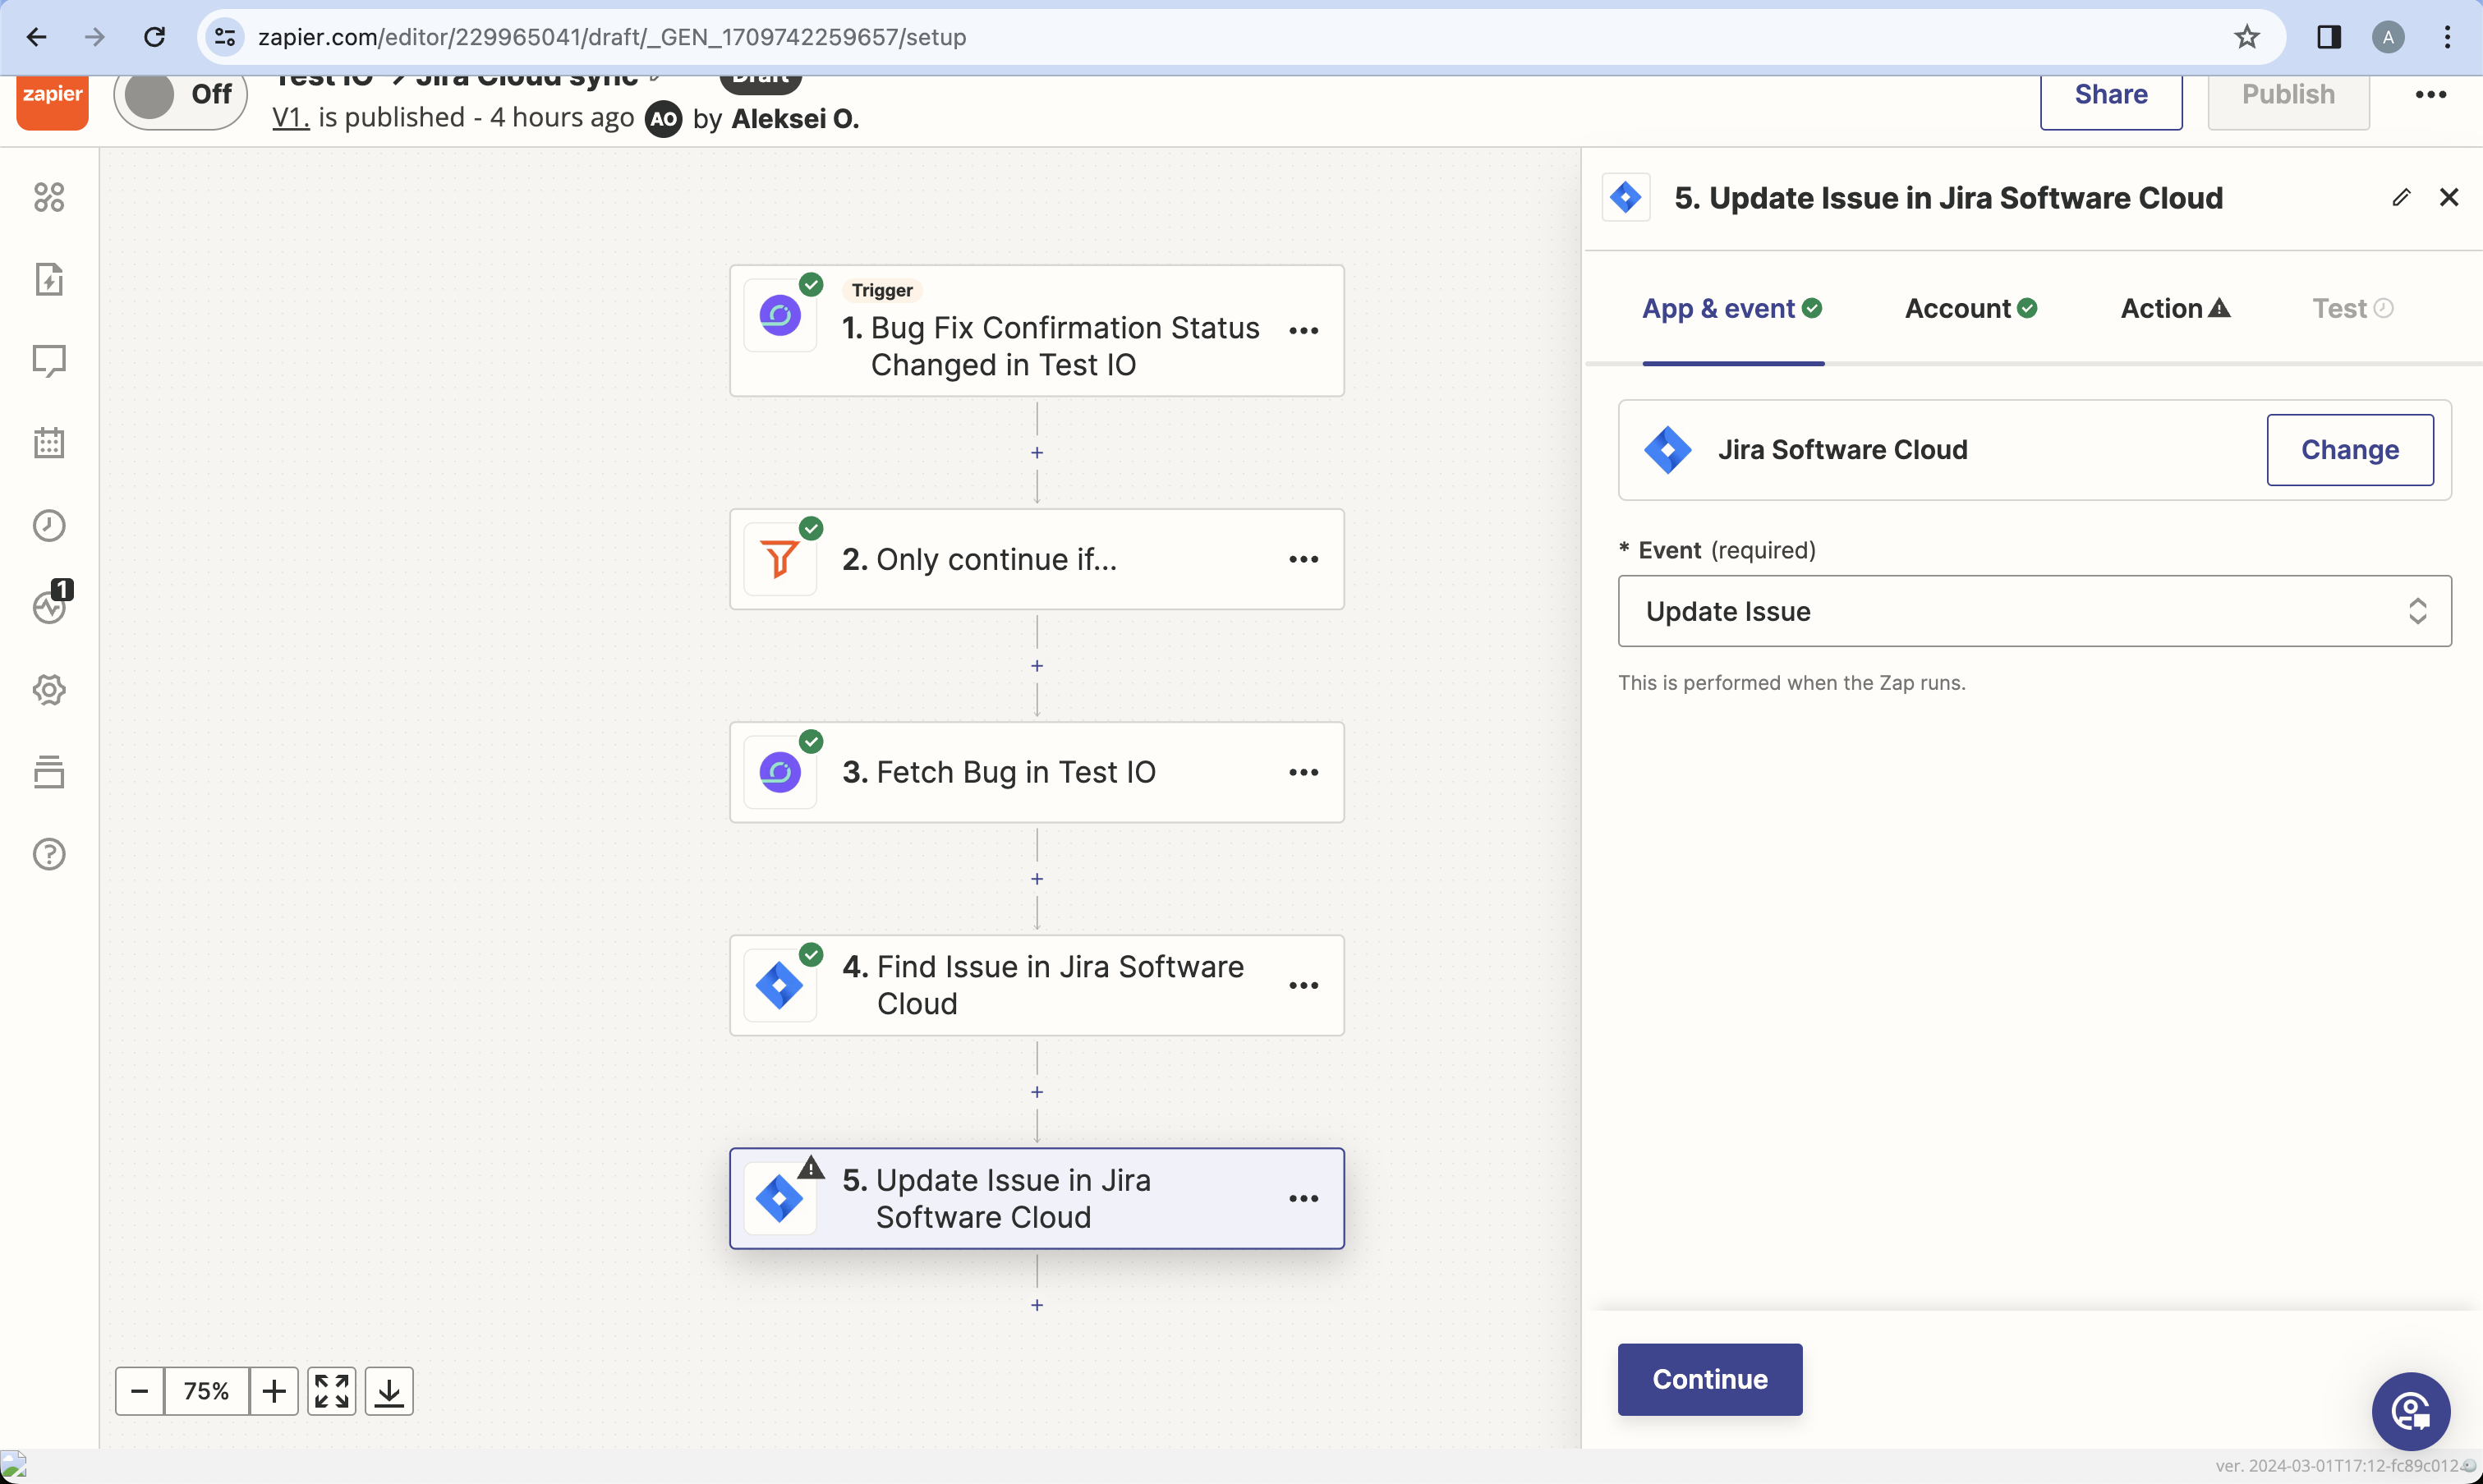 zapier.com/editor/229965041/draft/_GEN_1709742259657/setup
A
zapier
Off
Test IO > Jira Cloud sync
Draft
V1. is published - 4 hours ago AO by Aleksei O.
Share
Publish
1
Trigger
1. Bug Fix Confirmation Status
Changed in Test IO
2. Only continue if...
3. Fetch Bug in Test IO
4. Find Issue in Jira Software
Cloud
5. Update Issue in Jira
Software Cloud
75%
5. Update Issue in Jira Software Cloud
App & event
Account
Action
Test
Jira Software Cloud
Change
* Event (required)
Update Issue
This is performed when the Zap runs.
Continue
ver. 2024-03-01T17:12-fc89c012